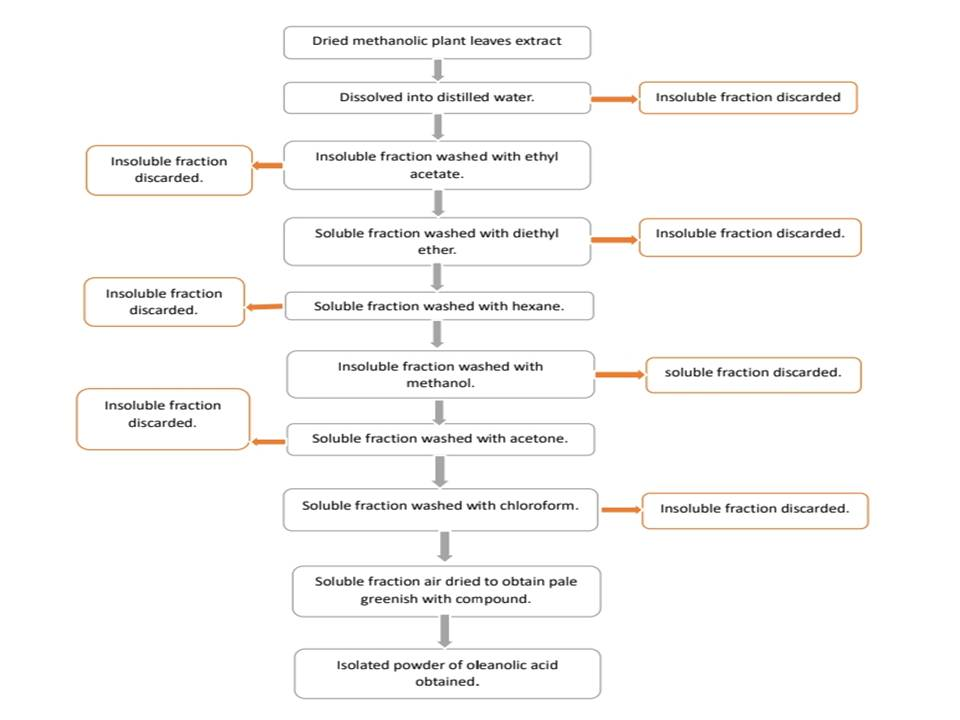 Dried methanolic plant leaves extract
Dissolved into distilled water.
Insoluble fraction discarded
Insoluble fraction washed with ethyl
acetate.
Insoluble fraction
discarded.
Soluble fraction washed with diethyl
ether.
Insoluble fraction discarded.
Soluble fraction washed with hexane.
Insoluble fraction
discarded.
Insoluble fraction washed with
methanol.
soluble fraction discarded.
Soluble fraction washed with acetone.
Insoluble fraction
discarded.
Soluble fraction washed with chloroform.
Insoluble fraction discarded.
Soluble fraction air dried to obtain pale
greenish with compound.
Isolated powder of oleanolic acid
obtained.